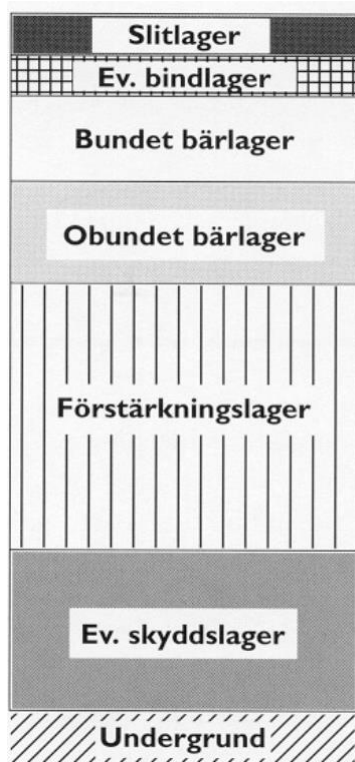 Slitlager
Ev. bindlager
Bundet bärlager
Obundet bärlager
Förstärkningslager
Ev. skyddslager
Undergrund